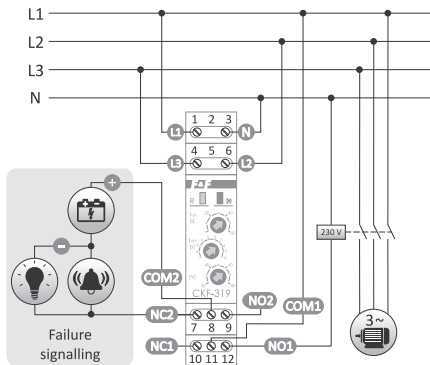 L1
L2
L3
N
1 2 3
L1
N
4 5 6
L3
L2
F&F
R
+
-
230 V
COM2
CKF-319
NO2
COM1
NC2
7 8 9
3~
NC1
NO1
10 11 12
Failure
signalling